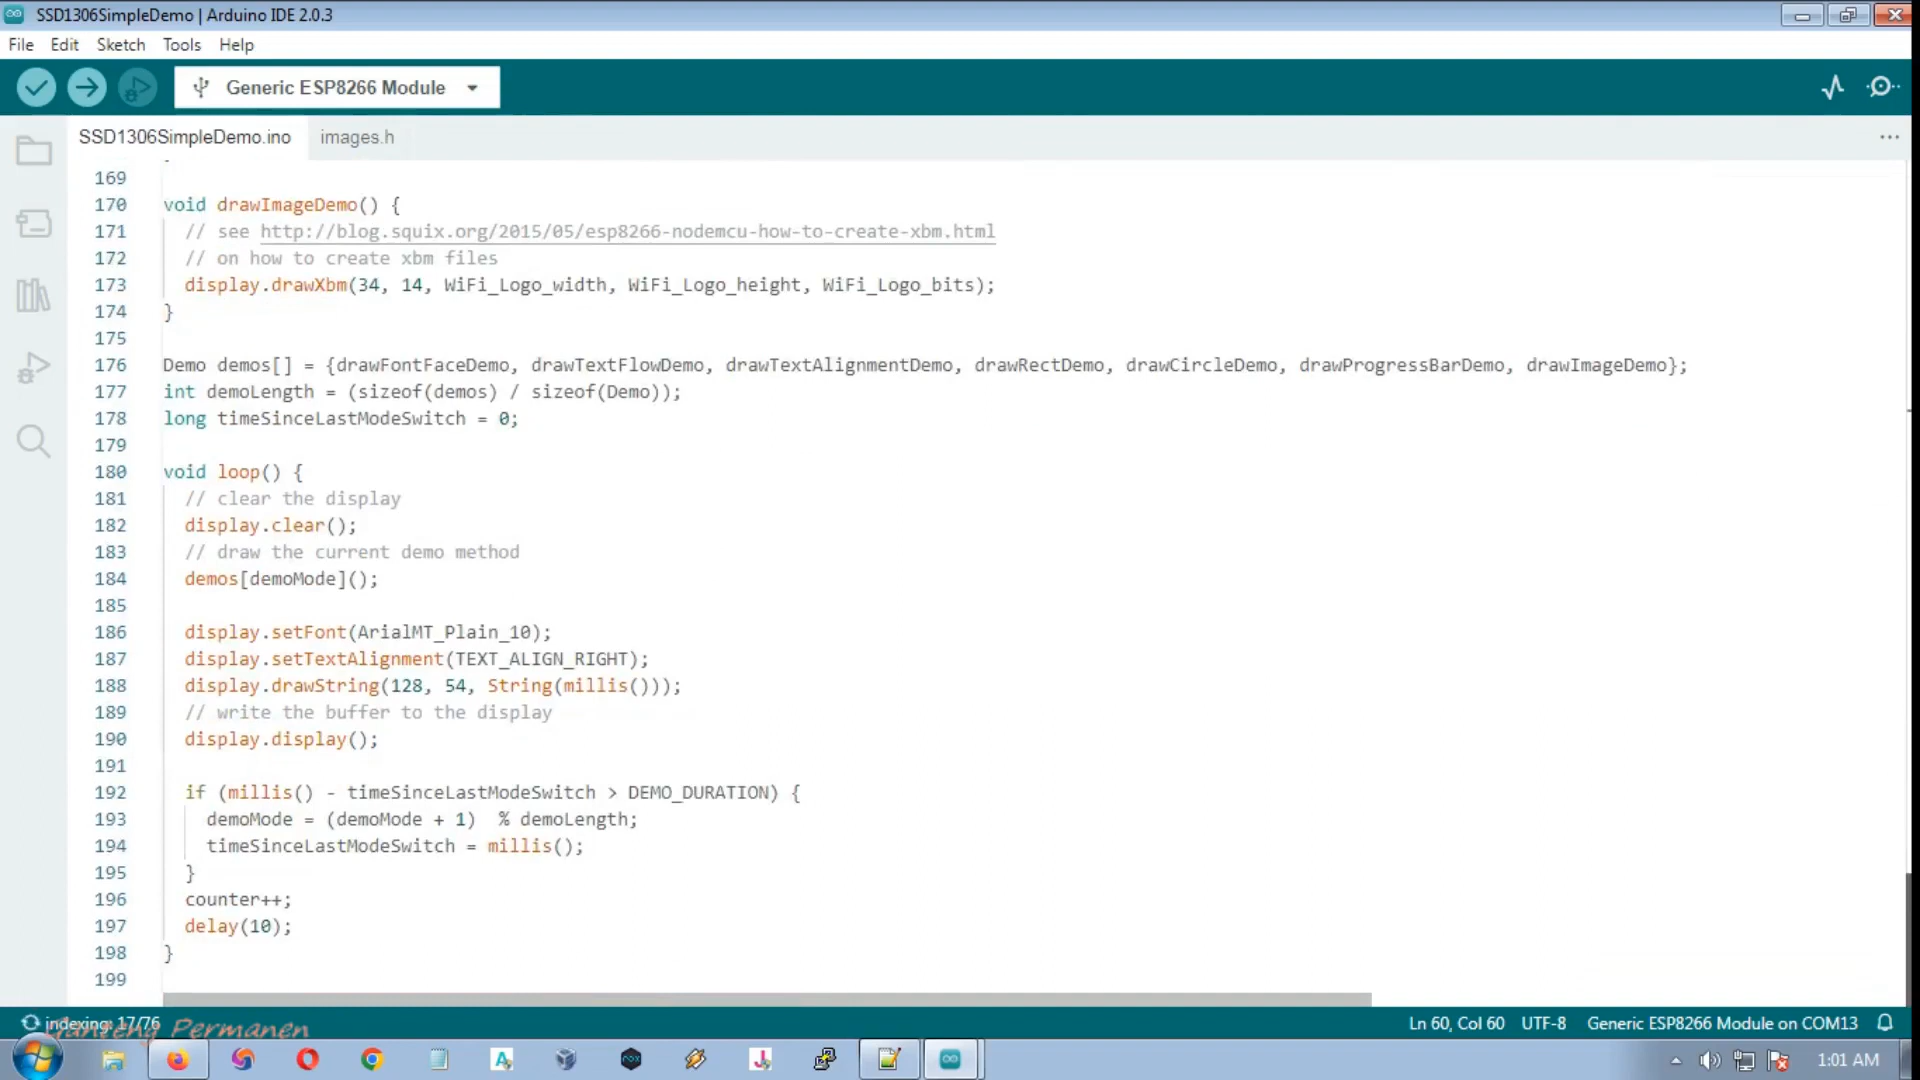 SSD1306SimpleDemo | Arduino IDE 2.0.3
File Edit Sketch Tools Help
Generic ESP8266 Module
SSD1306SimpleDemo.ino images.h
169
170 void drawImageDemo() {
171 // see http://blog.squix.org/2015/05/esp8266-nodemcu-how-to-create-xbm.html
172 // on how to create xbm files
173 display.drawXbm(34, 14, WiFi_Logo_width, WiFi_Logo_height, WiFi_Logo_bits);
174 }
175
176 Demo demos[] = {drawFontFaceDemo, drawTextFlowDemo, drawTextAlignmentDemo, drawRectDemo, drawCircleDemo, drawProgressBarDemo, drawImageDemo};
177 int demoLength = (sizeof(demos) / sizeof(Demo));
178 long timeSinceLastModeSwitch = 0;
179
180 void loop() {
181 // clear the display
182 display.clear();
183 // draw the current demo method
184 demos[demoMode]();
185
186 display.setFont(ArialMT_Plain_10);
187 display.setTextAlignment(TEXT_ALIGN_RIGHT);
188 display.drawString(128, 54, String(millis()));
189 // write the buffer to the display
190 display.display();
191
192 if (millis() - timeSinceLastModeSwitch > DEMO_DURATION) {
193 demoMode = (demoMode + 1)  % demoLength;
194 timeSinceLastModeSwitch = millis();
195 }
196 counter++;
197 delay(10);
198 }
199
indexing: 17/76 Ln 60, Col 60 UTF-8 Generic ESP8266 Module on COM13
Permanen
1:01 AM